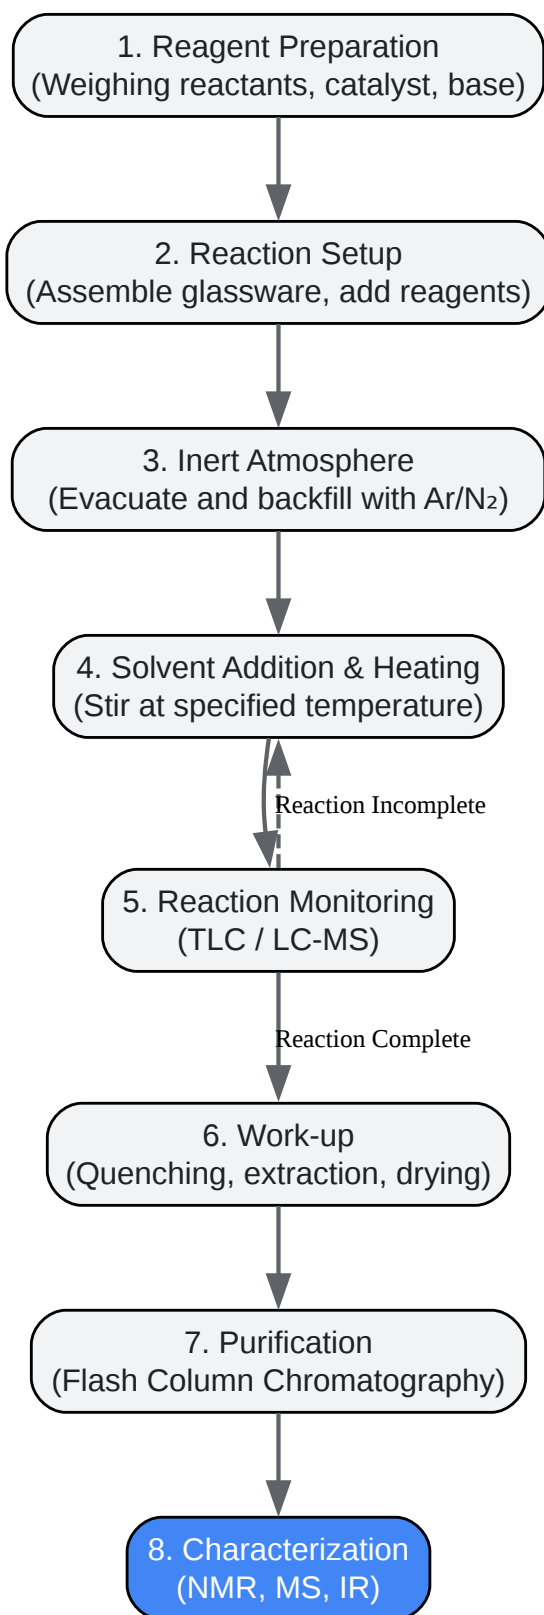 1. Reagent Preparation
(Weighing reactants, catalyst, base)
2. Reaction Setup
(Assemble glassware, add reagents)
3. Inert Atmosphere
(Evacuate and backfill with Ar/N₂)
4. Solvent Addition & Heating
(Stir at specified temperature)
Reaction Incomplete
5. Reaction Monitoring
(TLC / LC-MS)
Reaction Complete
6. Work-up
(Quenching, extraction, drying)
7. Purification
(Flash Column Chromatography)
8. Characterization
(NMR, MS, IR)